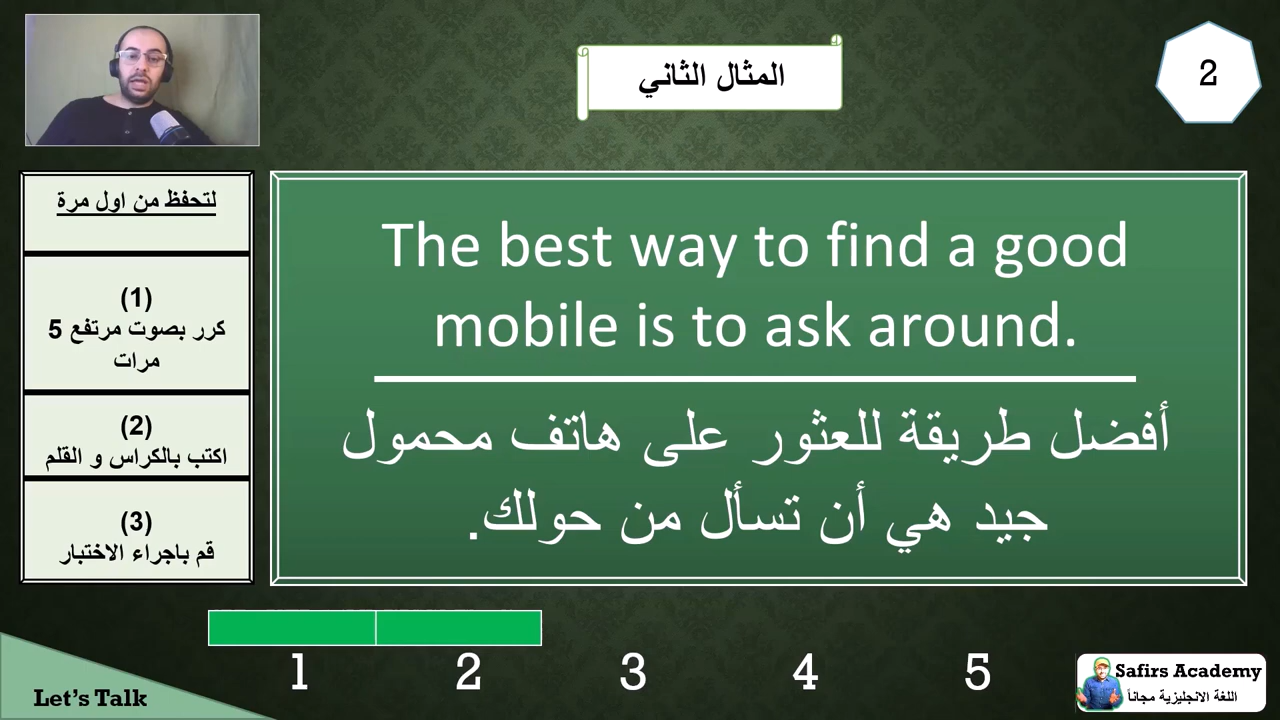 المثال الثاني
2
لتحفظ من اول مرة
(1)
كرر بصوت مرتفع 5
مرات
(2)
اكتب بالكراس و القلم
(3)
قم باجراء الاختبار
The best way to find a good
mobile is to ask around.
أفضل طريقة للعثور على هاتف محمول
جيد هي أن تسأل من حولك.
1 2 3 4 5
Let's Talk
Safirs Academy
اللغة الانجليزية مجاناً